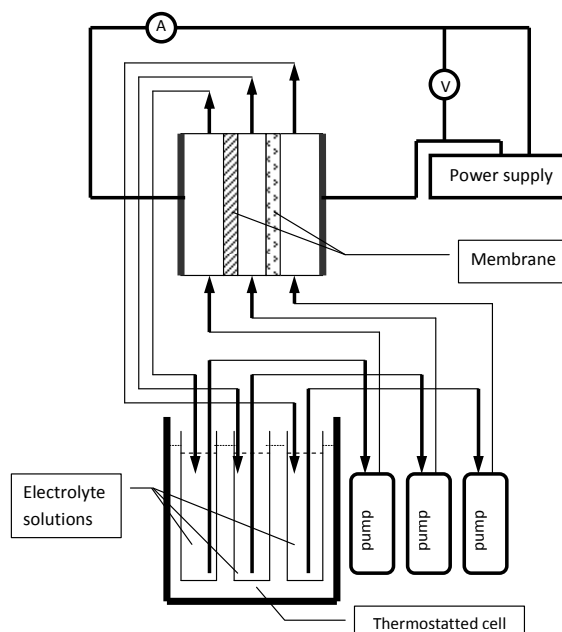 A
V
Power supply
Membrane
Electrolyte
solutions
pump
pump
pump
Thermostatted cell